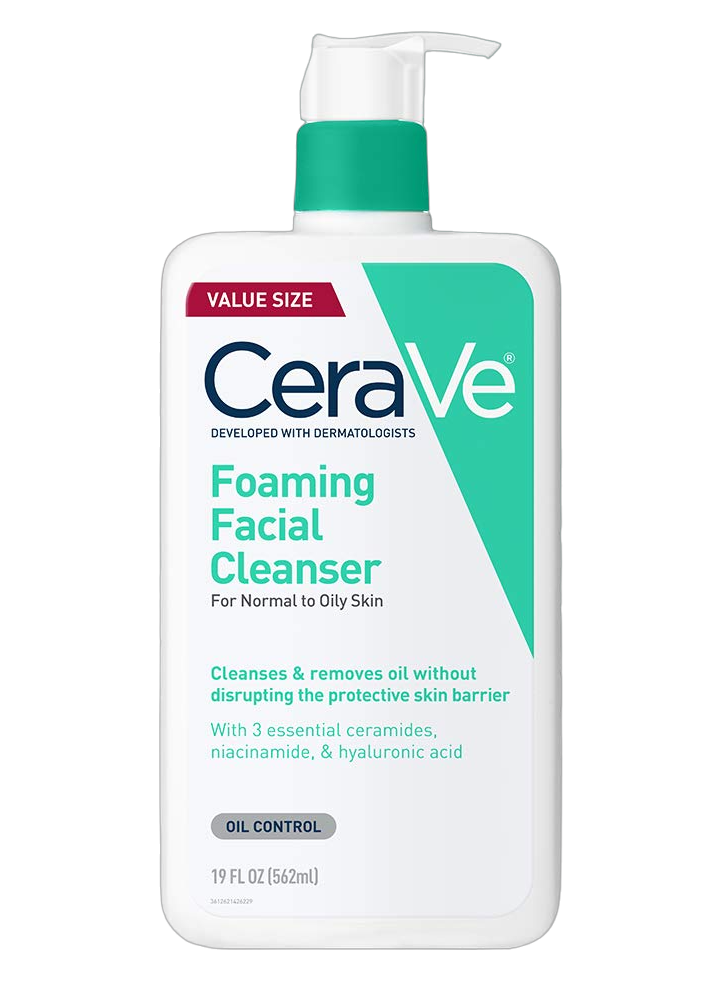 VALUE SIZE
CeraVe®
DEVELOPED WITH DERMATOLOGISTS
Foaming
Facial
Cleanser
For Normal to Oily Skin
Cleanses & removes oil without
disrupting the protective skin barrier
With 3 essential ceramides,
niacinamide, & hyaluronic acid
OIL CONTROL
19 FL OZ (562ml)